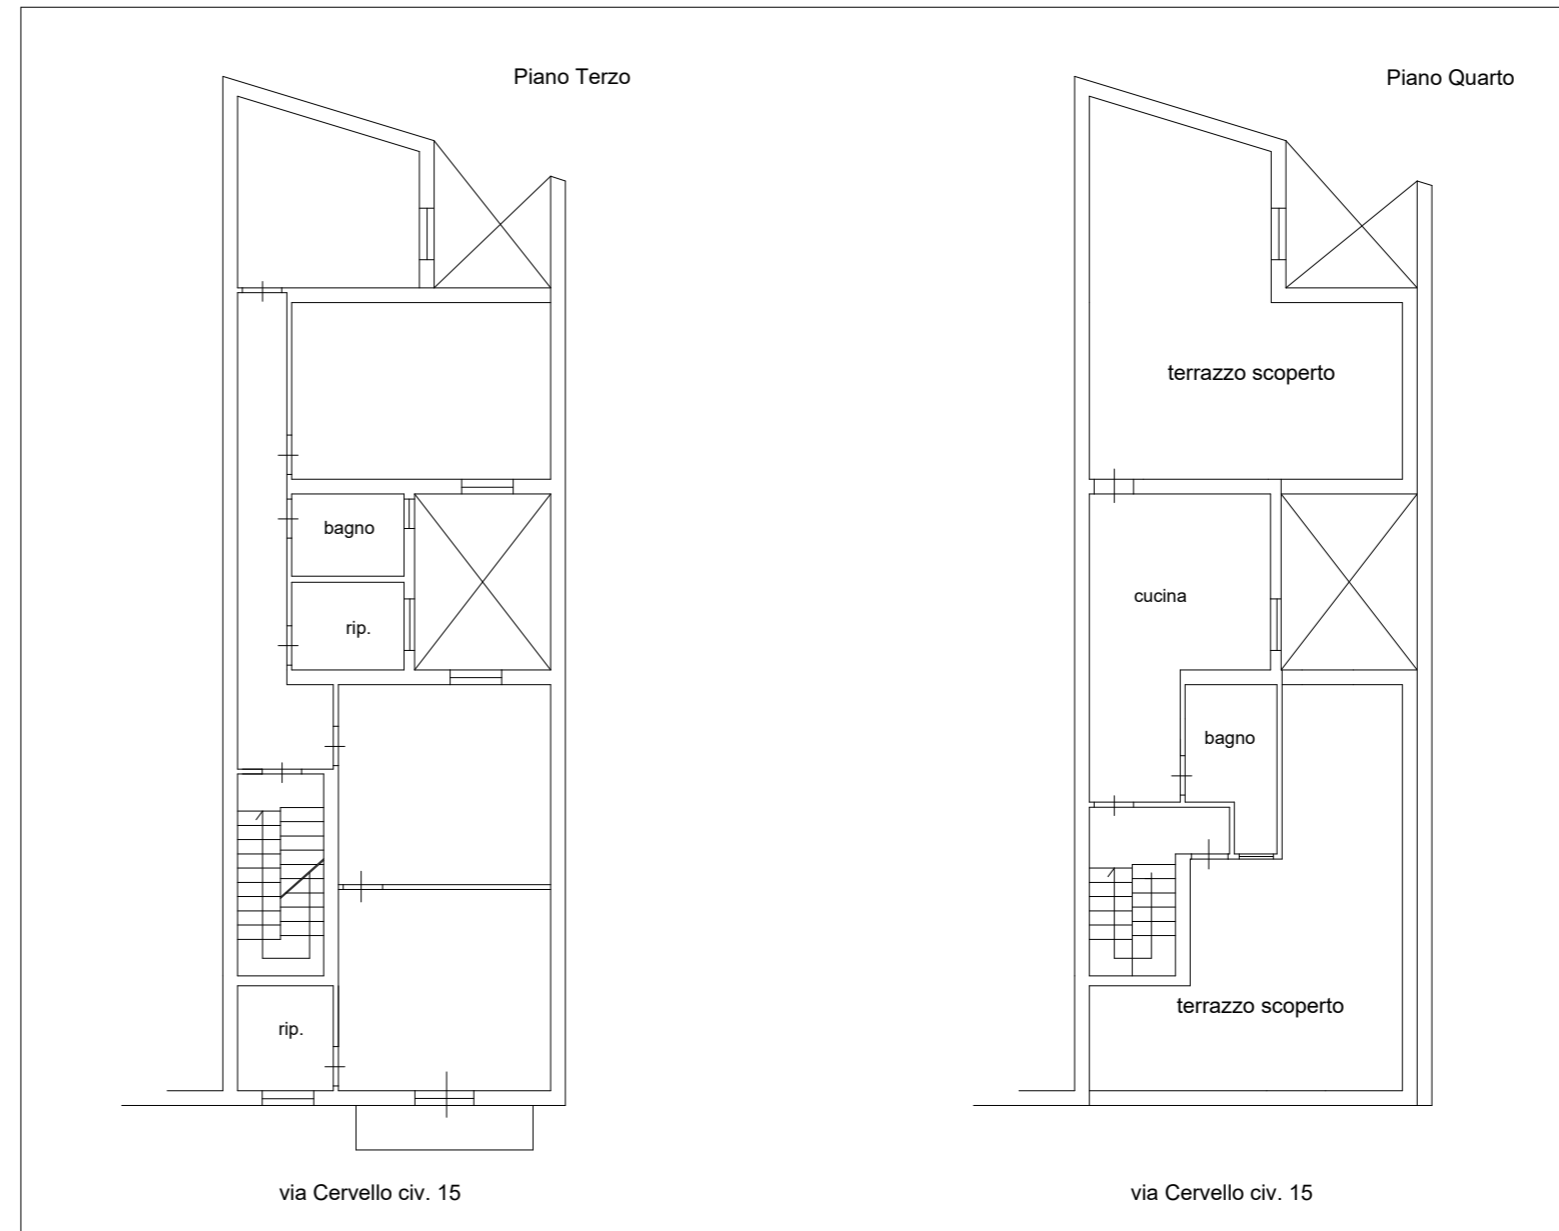 Piano Terzo
bagno
rip.
rip.
via Cervello civ. 15
Piano Quarto
terrazzo scoperto
cucina
bagno
terrazzo scoperto
via Cervello civ. 15